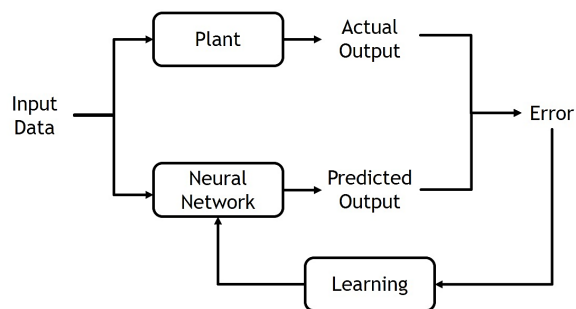 Plant
Actual
Output
Input
Data
Error
Neural
Network
Predicted
Output
Learning